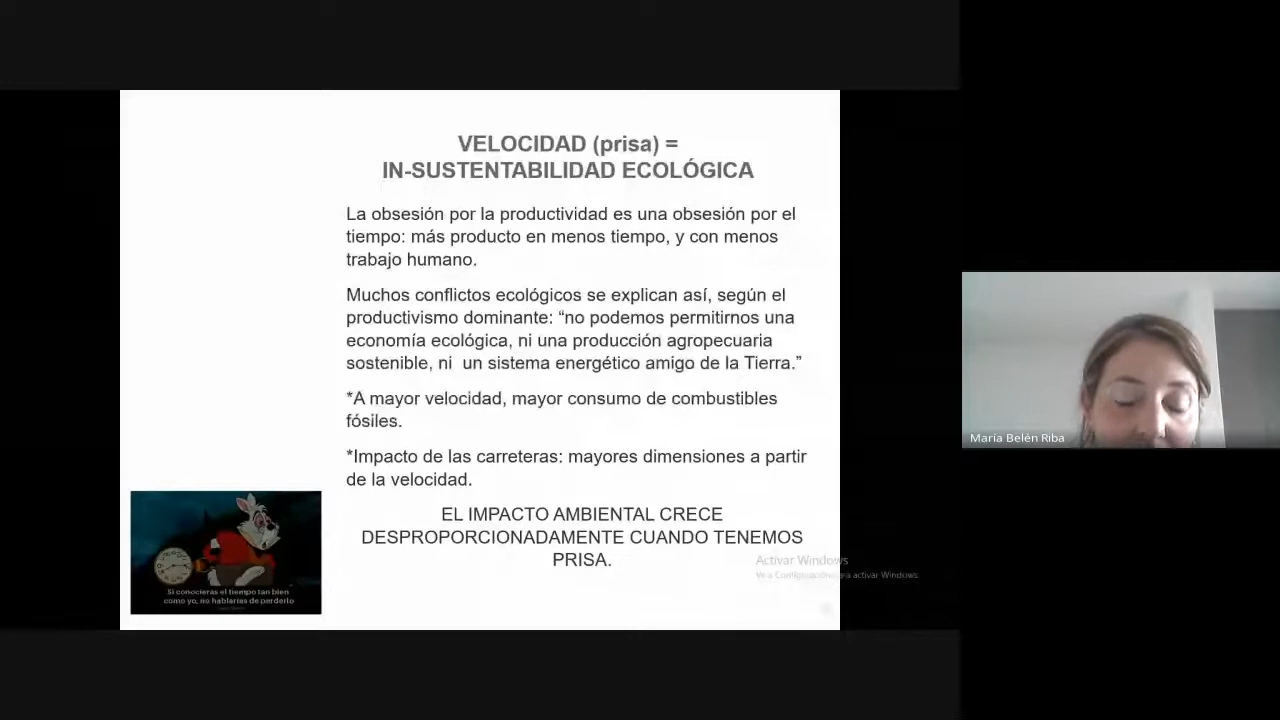 VELOCIDAD (prisa) =
IN-SUSTENTABILIDAD ECOLÓGICA
La obsesión por la productividad es una obsesión por el
tiempo: más producto en menos tiempo, y con menos
trabajo humano.
Muchos conflictos ecológicos se explican así, según el
productivismo dominante: “no podemos permitirnos una
economía ecológica, ni una producción agropecuaria
sostenible, ni  un sistema energético amigo de la Tierra.”
*A mayor velocidad, mayor consumo de combustibles
fósiles.
*Impacto de las carreteras: mayores dimensiones a partir
de la velocidad.
EL IMPACTO AMBIENTAL CRECE
DESPROPORCIONADAMENTE CUANDO TENEMOS
PRISA.
Si conocieras el tiempo tan bien
como yo, no hablarías de perderlo
Activar Windows
Ve a Configuración para activar Windows.
María Belén Riba